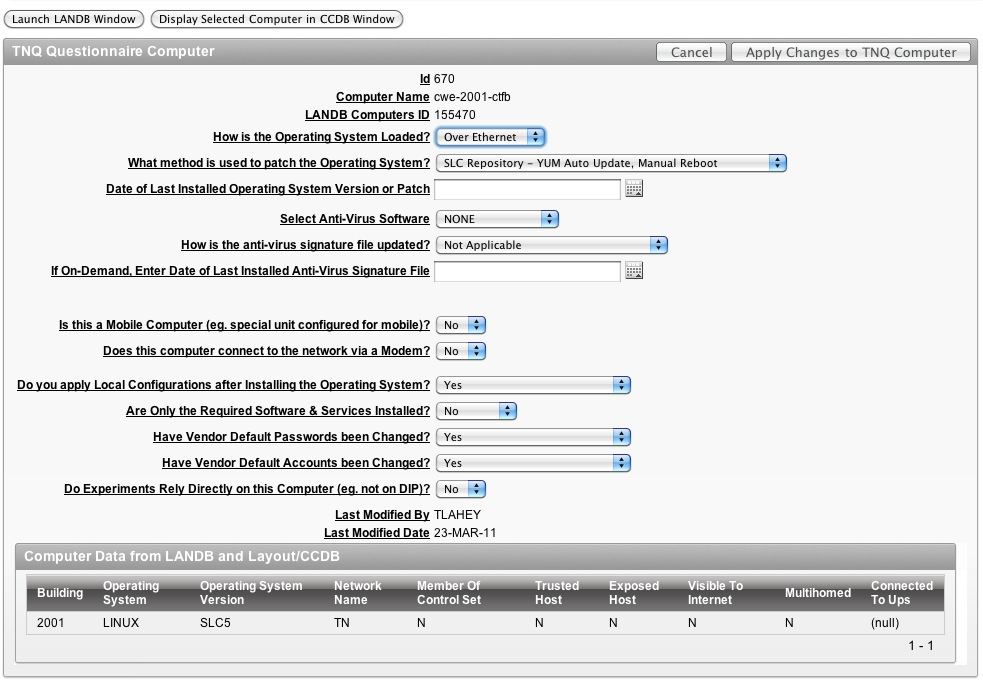 Launch LANDB Window Display Selected Computer in CCDB Window
TNQ Questionnaire Computer Cancel Apply Changes to TNQ Computer
Id 670
Computer Name cwe-2001-ctfb
LANDB Computers ID 155470
How is the Operating System Loaded? Over Ethernet
What method is used to patch the Operating System? SLC Repository - YUM Auto Update, Manual Reboot
Date of Last Installed Operating System Version or Patch
Select Anti-Virus Software NONE
How is the anti-virus signature file updated? Not Applicable
If On-Demand, Enter Date of Last Installed Anti-Virus Signature File
Is this a Mobile Computer (eg. special unit configured for mobile)? No
Does this computer connect to the network via a Modem? No
Do you apply Local Configurations after Installing the Operating System? Yes
Are Only the Required Software & Services Installed? No
Have Vendor Default Passwords been Changed? Yes
Have Vendor Default Accounts been Changed? Yes
Do Experiments Rely Directly on this Computer (eg. not on DIP)? No
Last Modified By TLAHEY
Last Modified Date 23-MAR-11
Computer Data from LANDB and Layout/CCDB
Building Operating System Operating System Version Network Name Member Of Control Set Trusted Host Exposed Host Visible To Internet Multihomed Connected To Ups
2001 LINUX SLC5 TN N N N N N (null)
1 - 1